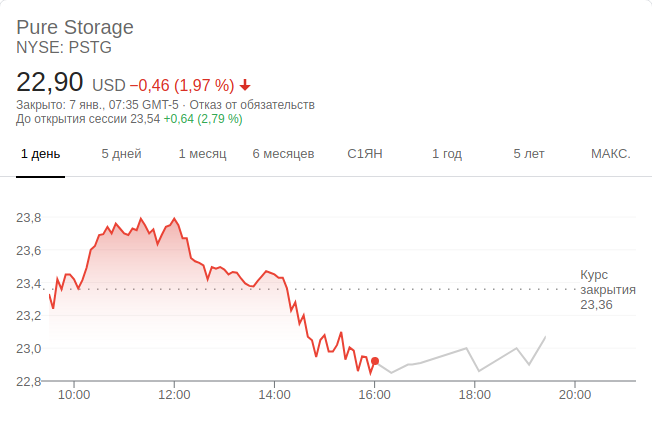 Pure Storage
NYSE: PSTG
22,90 USD −0,46 (1,97 %)
Закрыто: 7 янв., 07:35 GMT-5 · Отказ от обязательств
До открытия сессии 23,54 +0,64 (2,79 %)
1 день 5 дней 1 месяц 6 месяцев С1ЯН 1 год 5 лет МАКС.
23,8
23,6
23,4
23,2
23,0
22,8
Курс
закрытия
23,36
10:00 12:00 14:00 16:00 18:00 20:00